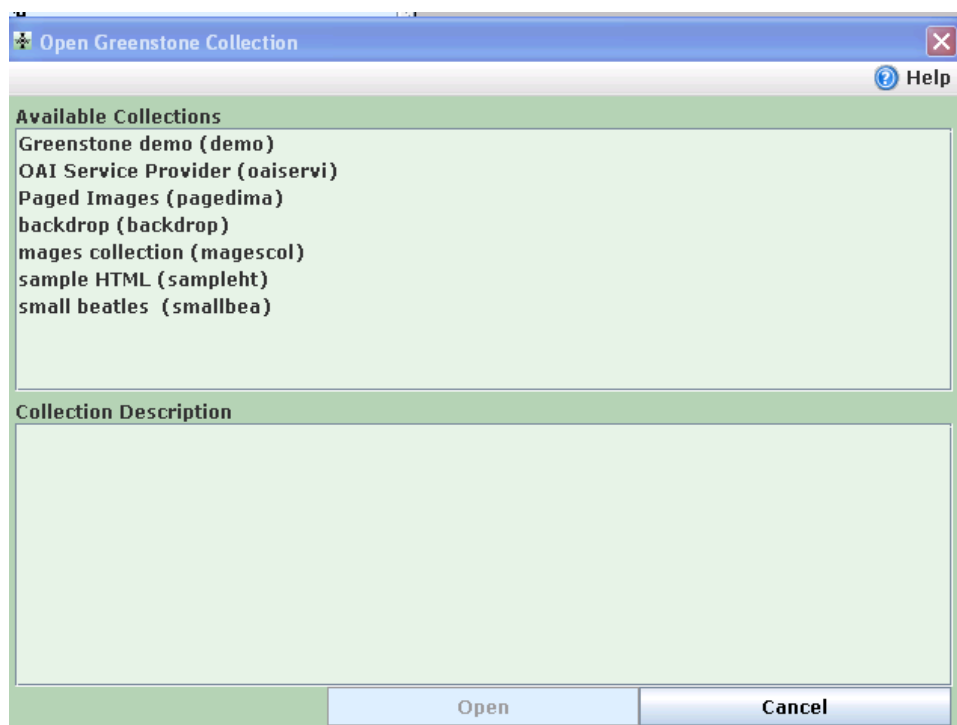 Open Greenstone Collection
Help
Available Collections
Greenstone demo (demo)
OAI Service Provider (oaiservi)
Paged Images (pagedima)
backdrop (backdrop)
mages collection (magescol)
sample HTML (sampleht)
small beatles (smallbea)
Collection Description
Open
Cancel